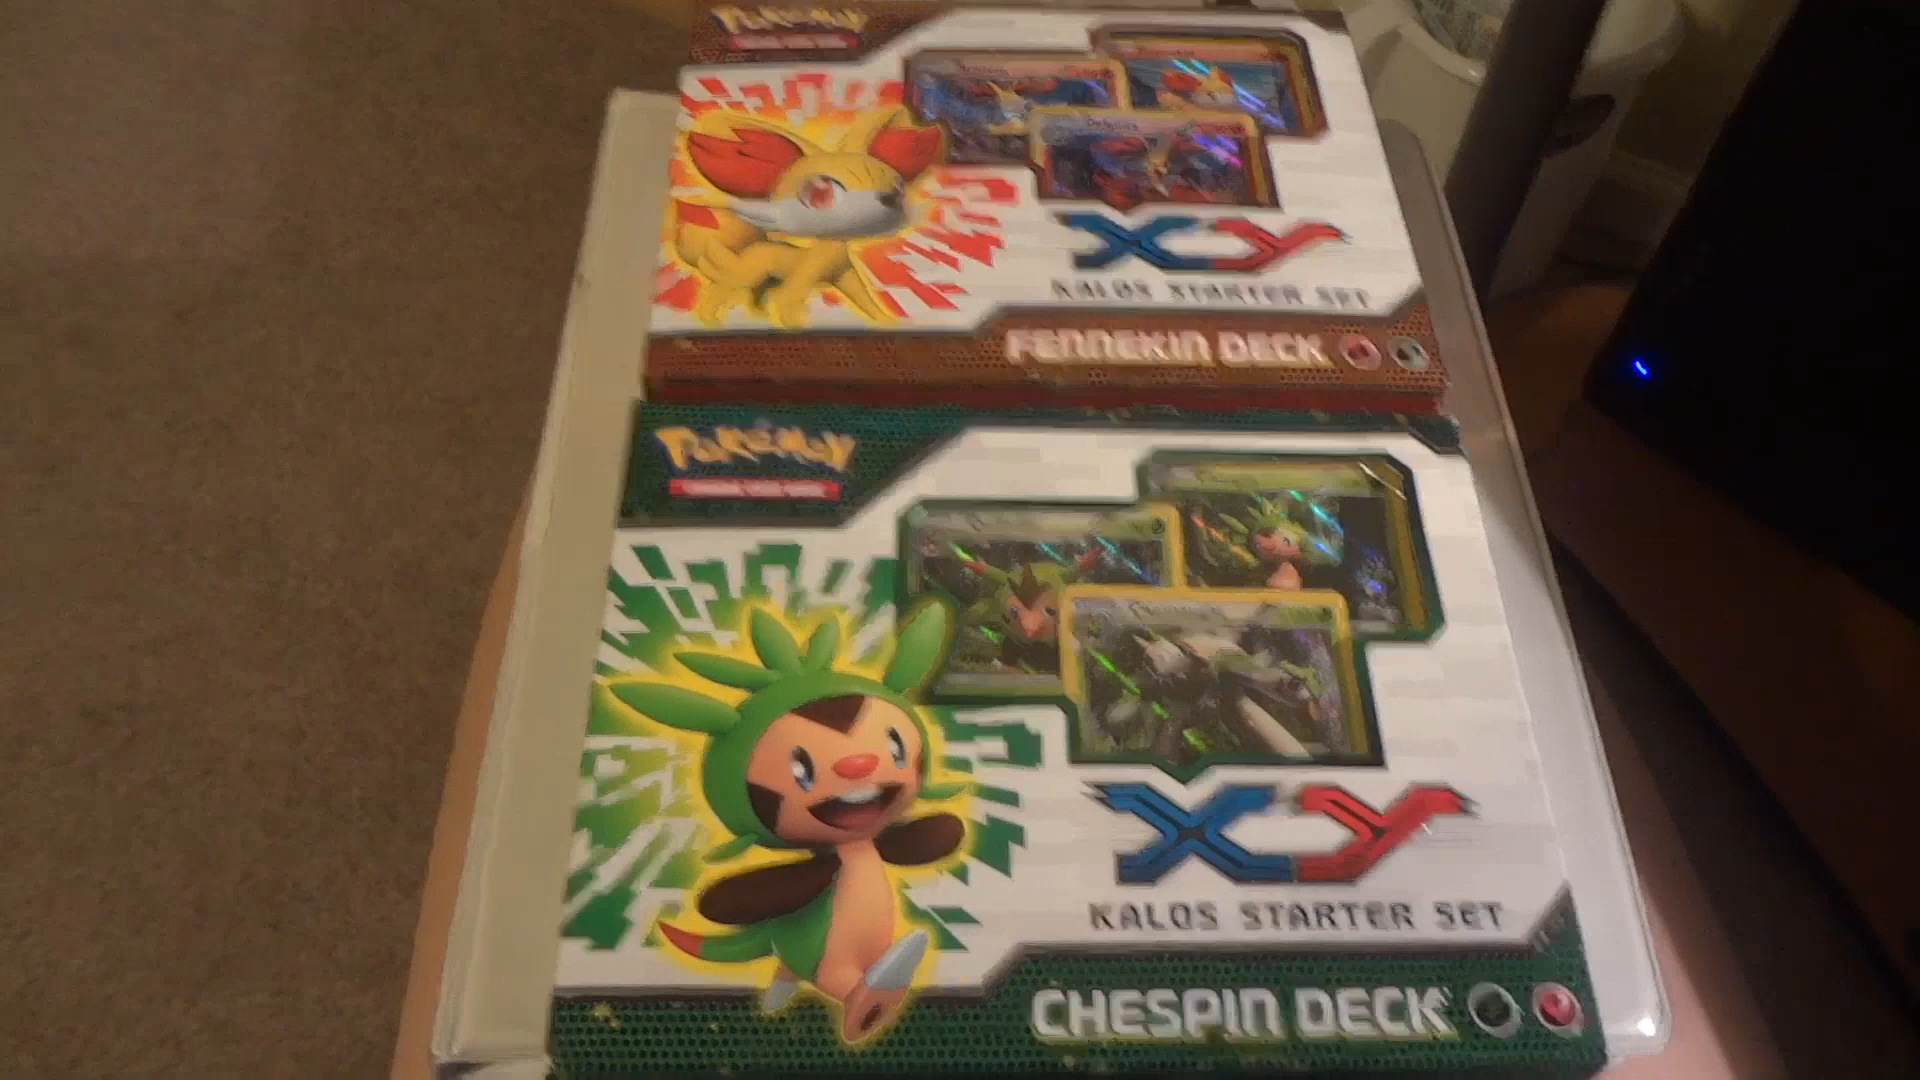 POKéMON
XY
KALOS STARTER SET
FENNEKIN DECK
POKéMON
XY
KALOS STARTER SET
CHESPIN DECK